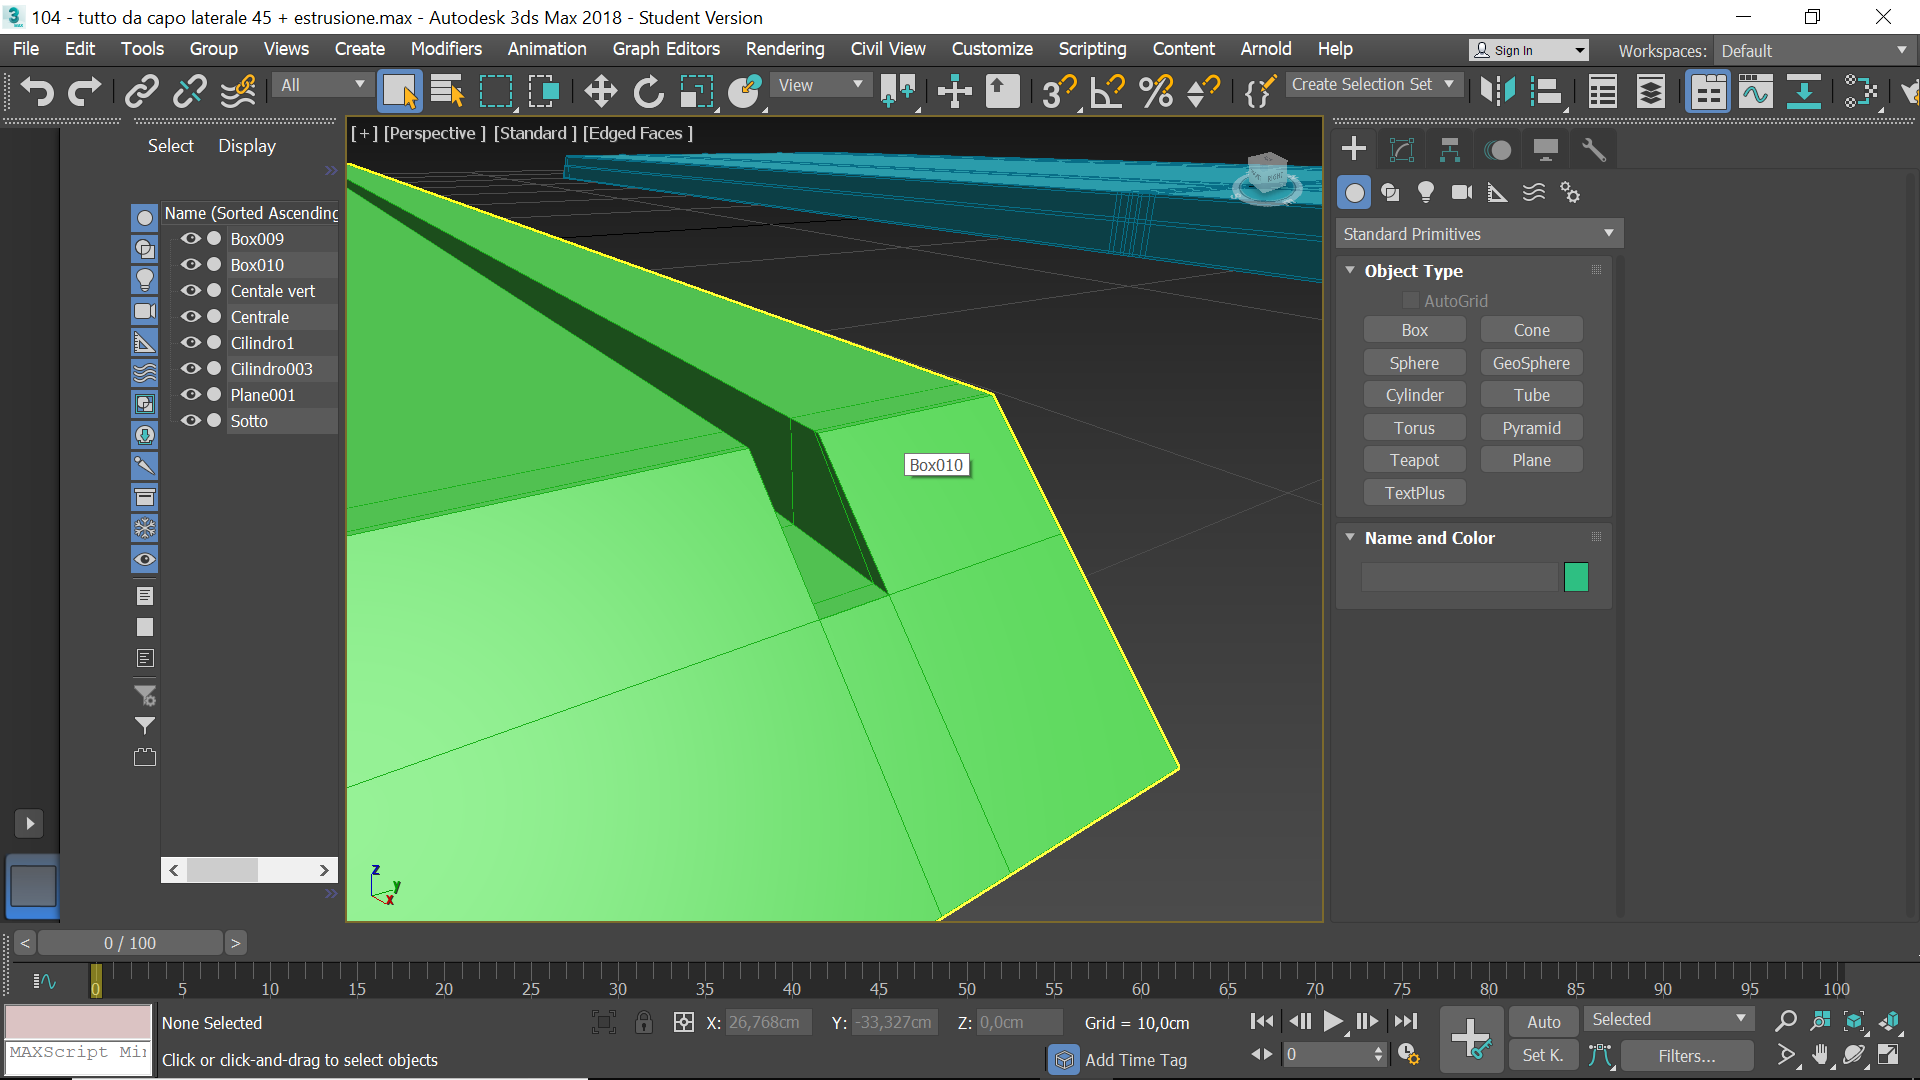 104 - tutto da capo laterale 45 + estrusione.max - Autodesk 3ds Max 2018 - Student Version
File Edit Tools Group Views Create Modifiers Animation Graph Editors Rendering Civil View Customize Scripting Content Arnold Help Sign In Workspaces: Default
All View Create Selection Set
Select Display
[ + ] [Perspective ] [Standard ] [Edged Faces ]
Name (Sorted Ascending
Box009
Box010
Centale vert
Centrale
Cilindro1
Cilindro003
Plane001
Sotto
Box010
z
y
x
Standard Primitives
Object Type
AutoGrid
Box Cone
Sphere GeoSphere
Cylinder Tube
Torus Pyramid
Teapot Plane
TextPlus
Name and Color
< 0 / 100 >
0 5 10 15 20 25 30 35 40 45 50 55 60 65 70 75 80 85 90 95 100
None Selected X: 26,768cm Y: -33,327cm Z: 0,0cm Grid = 10,0cm Auto Selected
MAXScript Mi
Click or click-and-drag to select objects Add Time Tag 0 Set K. Filters...